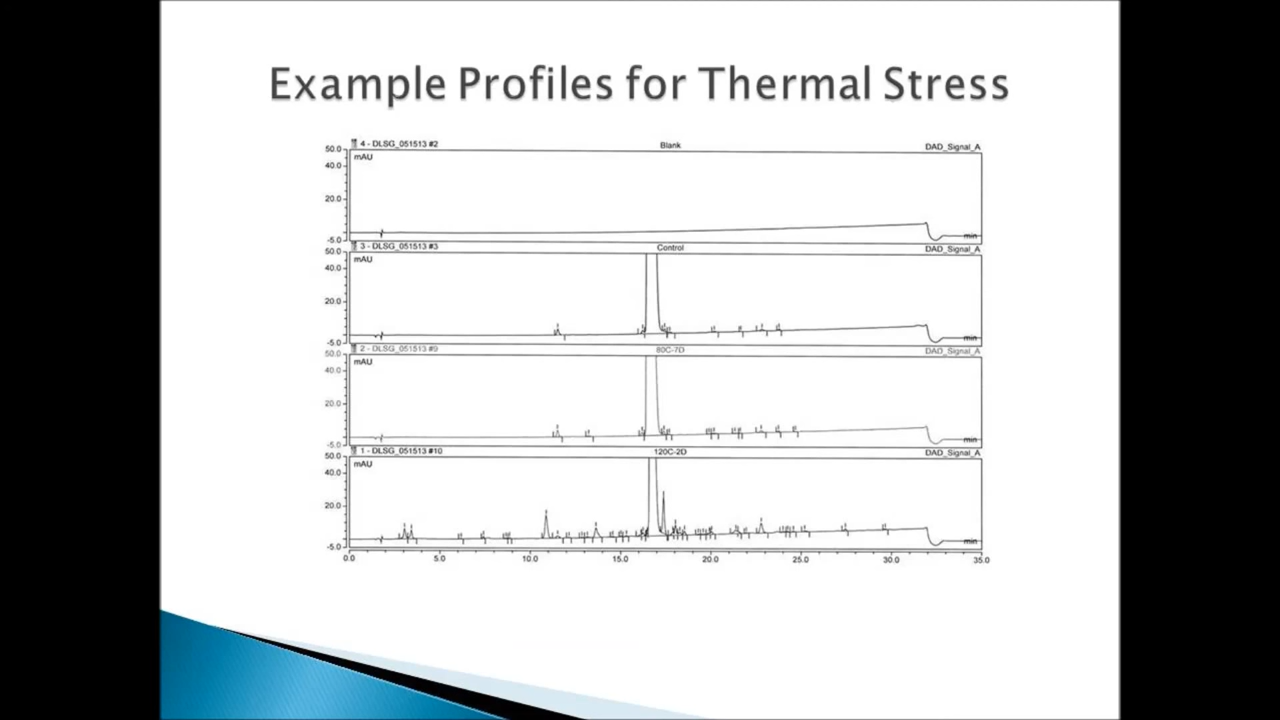 Example Profiles for Thermal Stress
4 - DLSG_051513 #2 Blank DAD_Signal_A
50.0 mAU
40.0
20.0
-5.0 min
3 - DLSG_051513 #3 Control DAD_Signal_A
50.0 mAU
40.0
20.0
-5.0 min
2 - DLSG_051513 #9 80C-7D DAD_Signal_A
50.0 mAU
40.0
20.0
-5.0 min
1 - DLSG_051513 #10 120C-2D DAD_Signal_A
50.0 mAU
40.0
20.0
-5.0 min
0.0 5.0 10.0 15.0 20.0 25.0 30.0 35.0